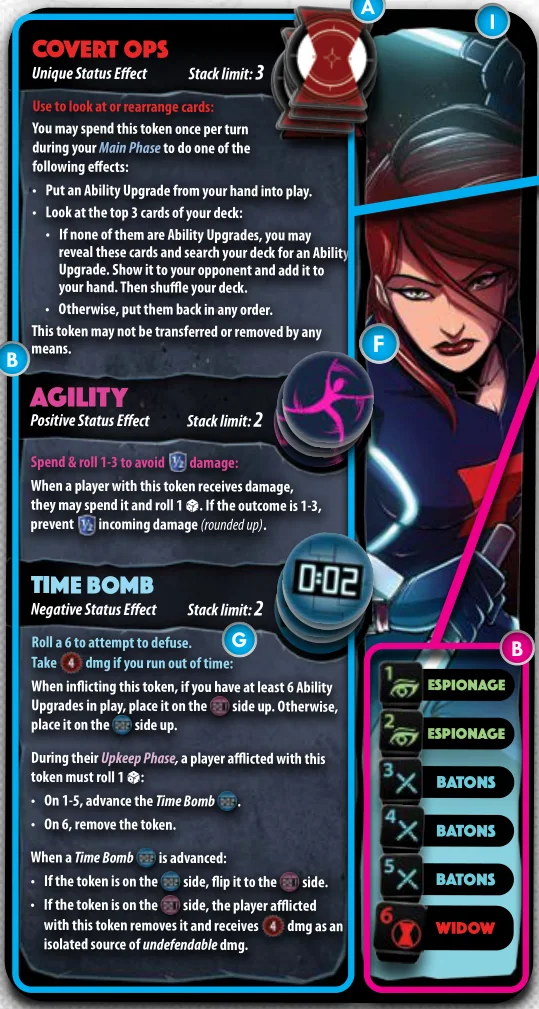 A
I
COVERT OPS
Unique Status Effect Stack limit: 3
Use to look at or rearrange cards:
You may spend this token once per turn
during your Main Phase to do one of the
following effects:
• Put an Ability Upgrade from your hand into play.
• Look at the top 3 cards of your deck:
• If none of them are Ability Upgrades, you may
reveal these cards and search your deck for an Ability
Upgrade. Show it to your opponent and add it to
your hand. Then shuffle your deck.
• Otherwise, put them back in any order.
This token may not be transferred or removed by any
means.
B
F
AGILITY
Positive Status Effect Stack limit: 2
Spend & roll 1-3 to avoid ½ damage:
When a player with this token receives damage,
they may spend it and roll 1. If the outcome is 1-3,
prevent ½ incoming damage (rounded up).
0:02
TIME BOMB
Negative Status Effect Stack limit: 2
G
Roll a 6 to attempt to defuse.
Take 4 dmg if you run out of time:
When inflicting this token, if you have at least 6 Ability
Upgrades in play, place it on the side up. Otherwise,
place it on the side up.
During their Upkeep Phase, a player afflicted with this
token must roll 1:
• On 1-5, advance the Time Bomb.
• On 6, remove the token.
When a Time Bomb is advanced:
• If the token is on the side, flip it to the side.
• If the token is on the side, the player afflicted
with this token removes it and receives 4 dmg as an
isolated source of undefendable dmg.
B
1 ESPIONAGE
2 ESPIONAGE
3 BATONS
4 BATONS
5 BATONS
6 WIDOW